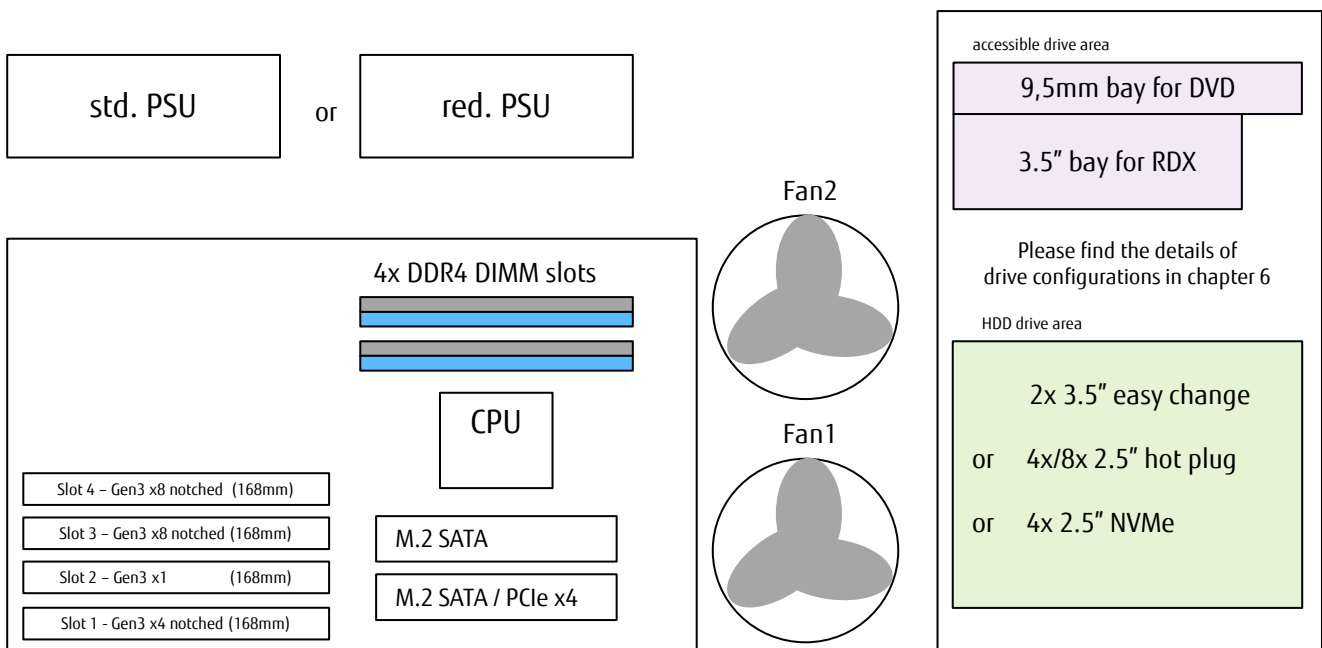 std. PSU
or
red. PSU
4x DDR4 DIMM slots
CPU
Slot 4 – Gen3 x8 notched (168mm)
Slot 3 – Gen3 x8 notched (168mm)
Slot 2 – Gen3 x1 (168mm)
Slot 1 - Gen3 x4 notched (168mm)
M.2 SATA
M.2 SATA / PCIe x4
Fan2
Fan1
accessible drive area
9,5mm bay for DVD
3.5” bay for RDX
Please find the details of
drive configurations in chapter 6
HDD drive area
2x 3.5” easy change
or 4x/8x 2.5” hot plug
or 4x 2.5” NVMe